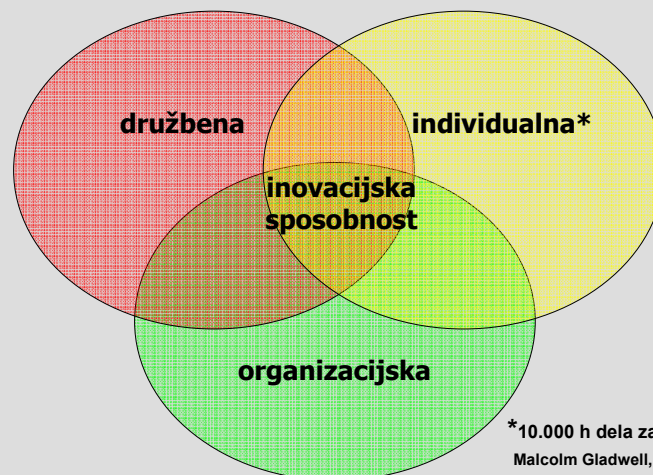 družbena
individualna*
inovacijska
sposobnost
organizacijska
*10.000 h dela za
Malcolm Gladwell,